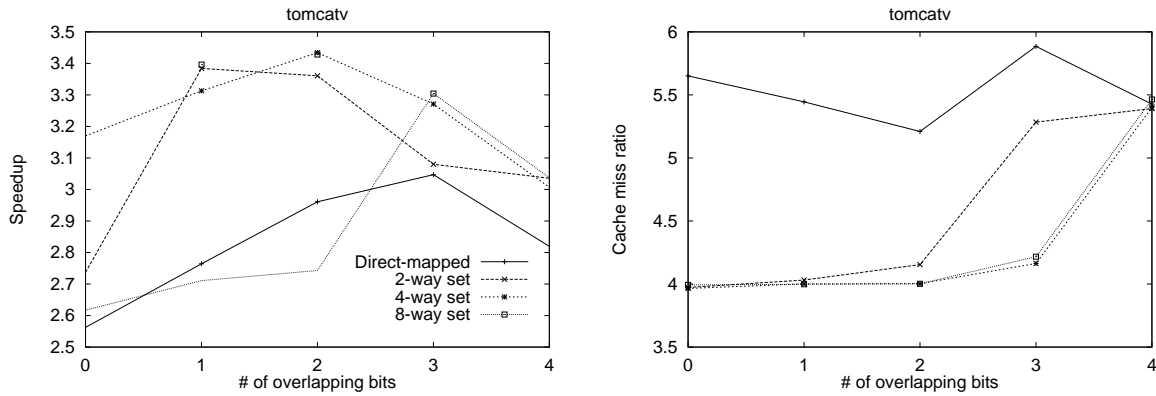 tomcatv
3.5
3.4
3.3
3.2
3.1
3
2.9
2.8
2.7
2.6
2.5
Speedup
Direct-mapped
2-way set
4-way set
8-way set
0 1 2 3 4
# of overlapping bits
tomcatv
6
5.5
5
4.5
4
3.5
Cache miss ratio
0 1 2 3 4
# of overlapping bits